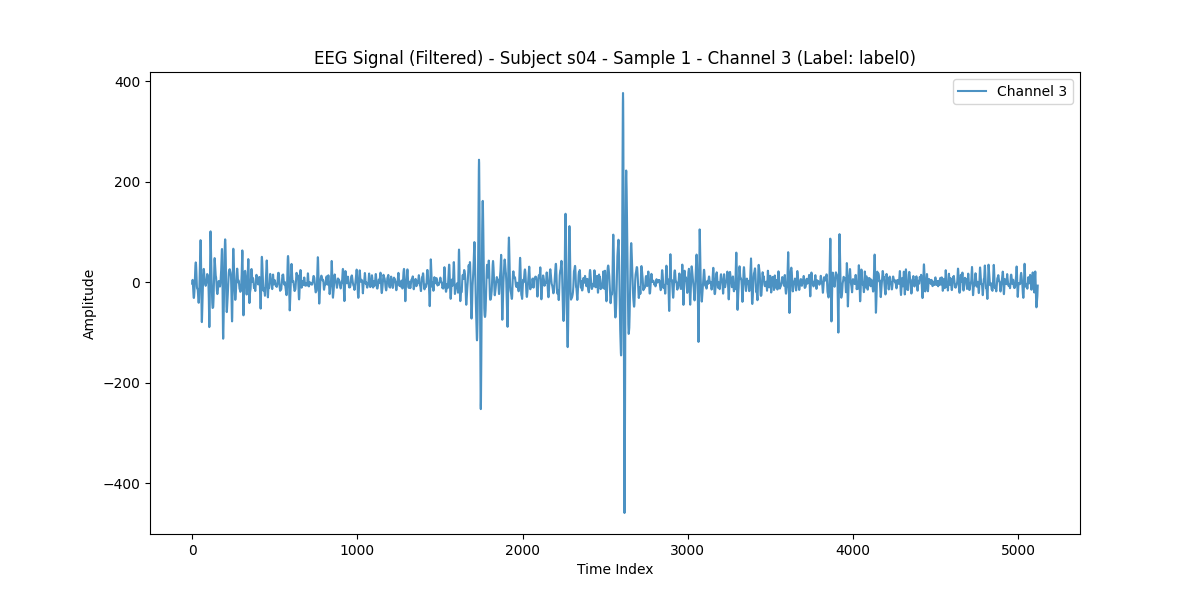 EEG Signal (Filtered) - Subject s04 - Sample 1 - Channel 3 (Label: label0)
Channel 3
400
200
0
−200
−400
Amplitude
0 1000 2000 3000 4000 5000
Time Index